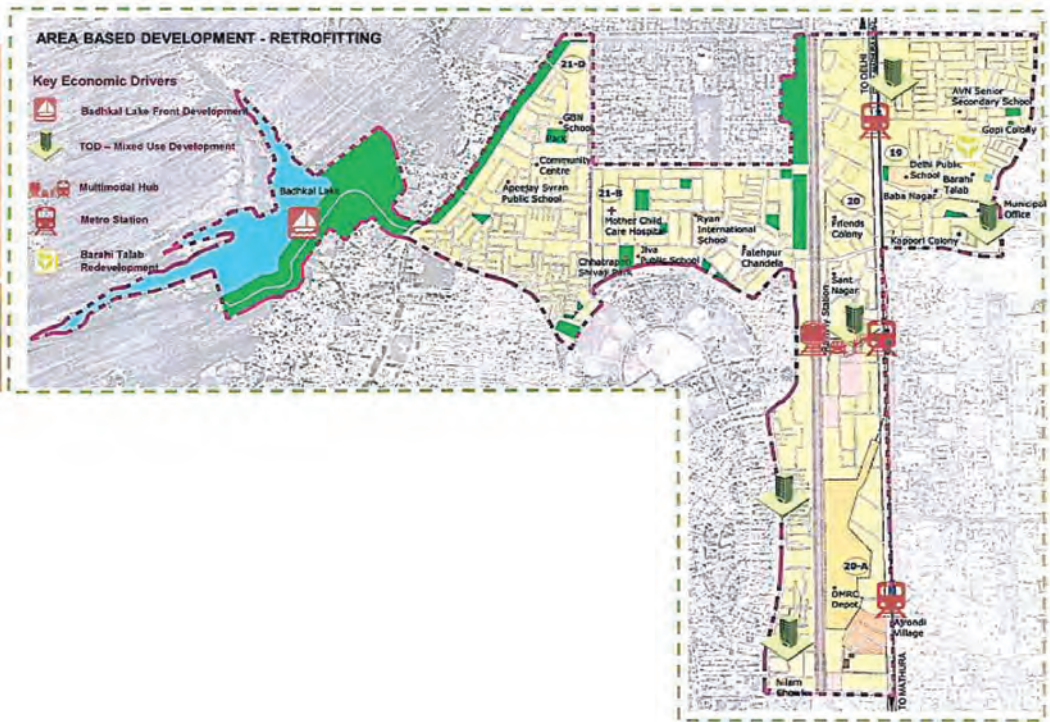 AREA BASED DEVELOPMENT - RETROFITTING
Key Economic Drivers
Badhkal Lake Front Development
TOD – Mixed Use Development
Multimodal Hub
Metro Station
Barahi Talab
Redevelopment
Badhkal Lake
21-D
GBN
School
Park
Community
Centre
Apeejay Svran
Public School
21-B
Mother Child
Care Hospital
Ryan
International
School
Jiva
Public School
Chhatrapati
Shivaji Park
Fatehpur
Chandela
TO DELHI
AVN Senior
Secondary School
Gopi Colony
19
Delhi Public
School
Barahi
Talab
Baba Nagar
Municipal
Office
20
Friends
Colony
Kapoori Colony
Sant
Nagar
Station
20-A
DMRC
Depot
Ajrondi
Village
Nilam
Chowk
TO MATHURA